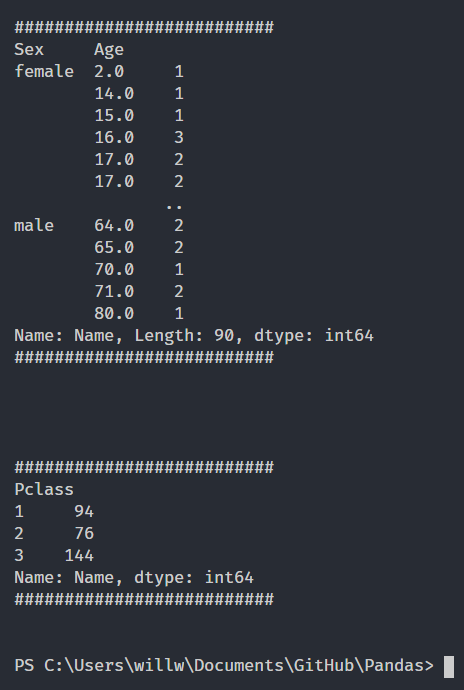 ##########################
Sex     Age
female  2.0     1
        14.0    1
        15.0    1
        16.0    3
        17.0    2
        17.0    2
               ..
male    64.0    2
        65.0    2
        70.0    1
        71.0    2
        80.0    1
Name: Name, Length: 90, dtype: int64
##########################
##########################
Pclass
1     94
2     76
3    144
Name: Name, dtype: int64
##########################
PS C:\Users\willw\Documents\GitHub\Pandas>